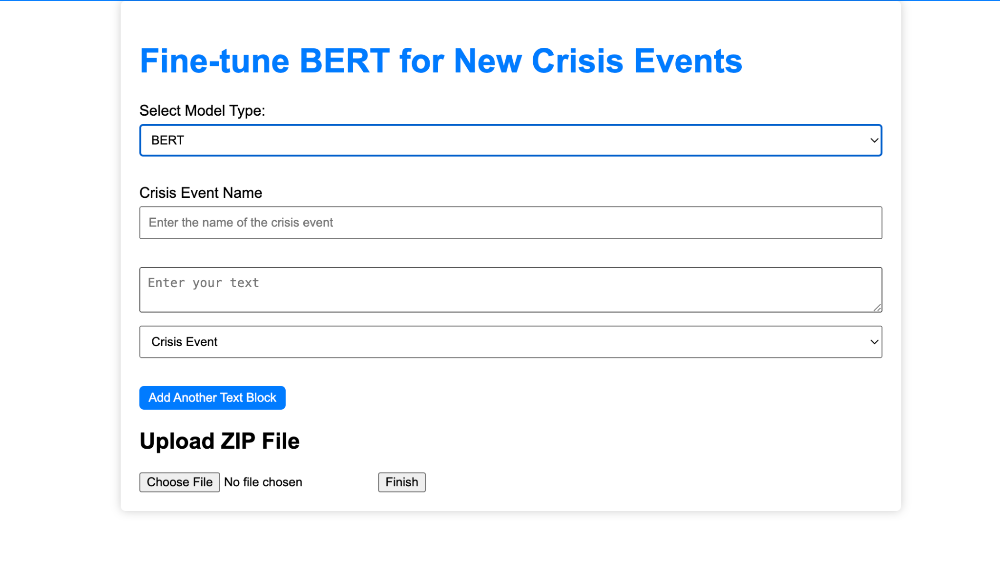 Fine-tune BERT for New Crisis Events
Select Model Type:
BERT
Crisis Event Name
Enter the name of the crisis event
Enter your text
Crisis Event
Add Another Text Block
Upload ZIP File
Choose File No file chosen Finish